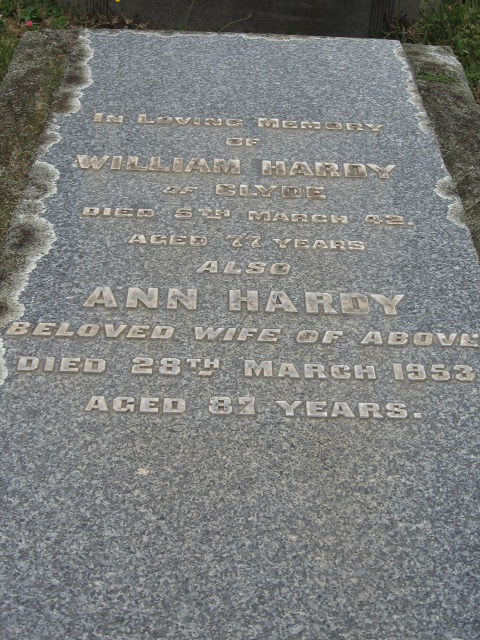 IN LOVING MEMORY
OF
WILLIAM HARDY
OF CLYDE
DIED 5TH MARCH 42.
AGED 77 YEARS
ALSO
ANN HARDY
BELOVED WIFE OF ABOVE
DIED 28TH MARCH 1953
AGED 87 YEARS.